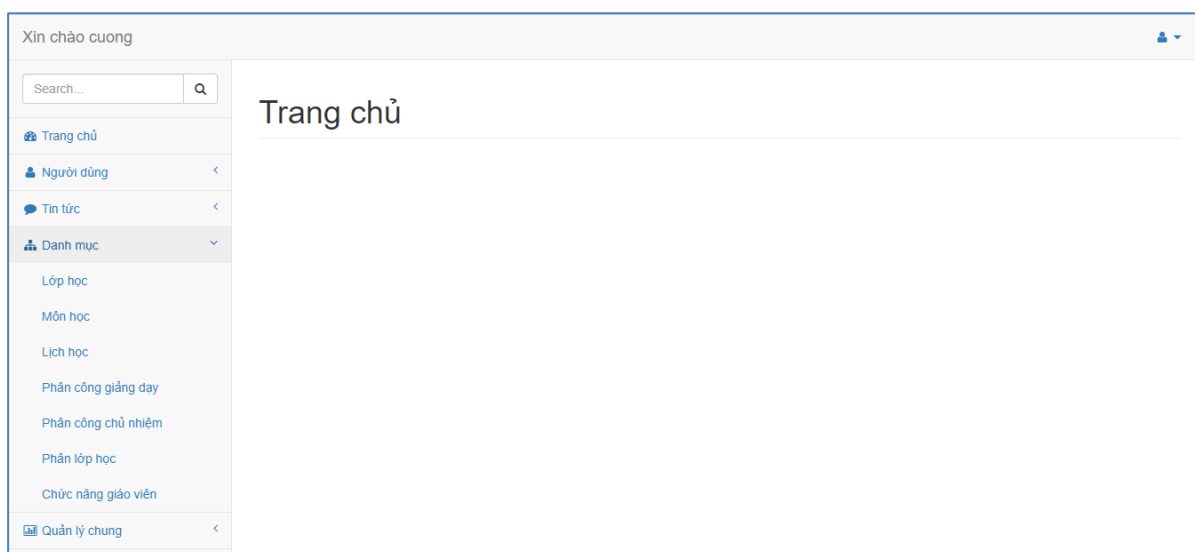 Xin chào cuong
Search...
Trang chủ
Trang chủ
Người dùng
Tin tức
Danh mục
Lớp học
Môn học
Lịch học
Phân công giảng dạy
Phân công chủ nhiệm
Phân lớp học
Chức năng giáo viên
Quản lý chung